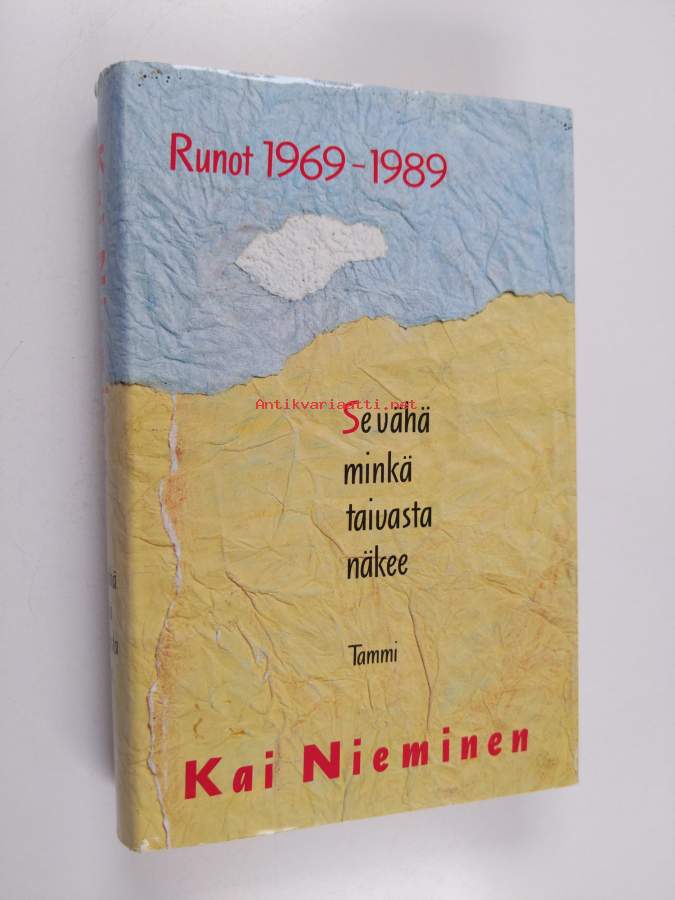 Runot 1969-1989
Antikvariaatti.net
Se vähä
minkä
taivasta
näkee
Tammi
Kai Nieminen